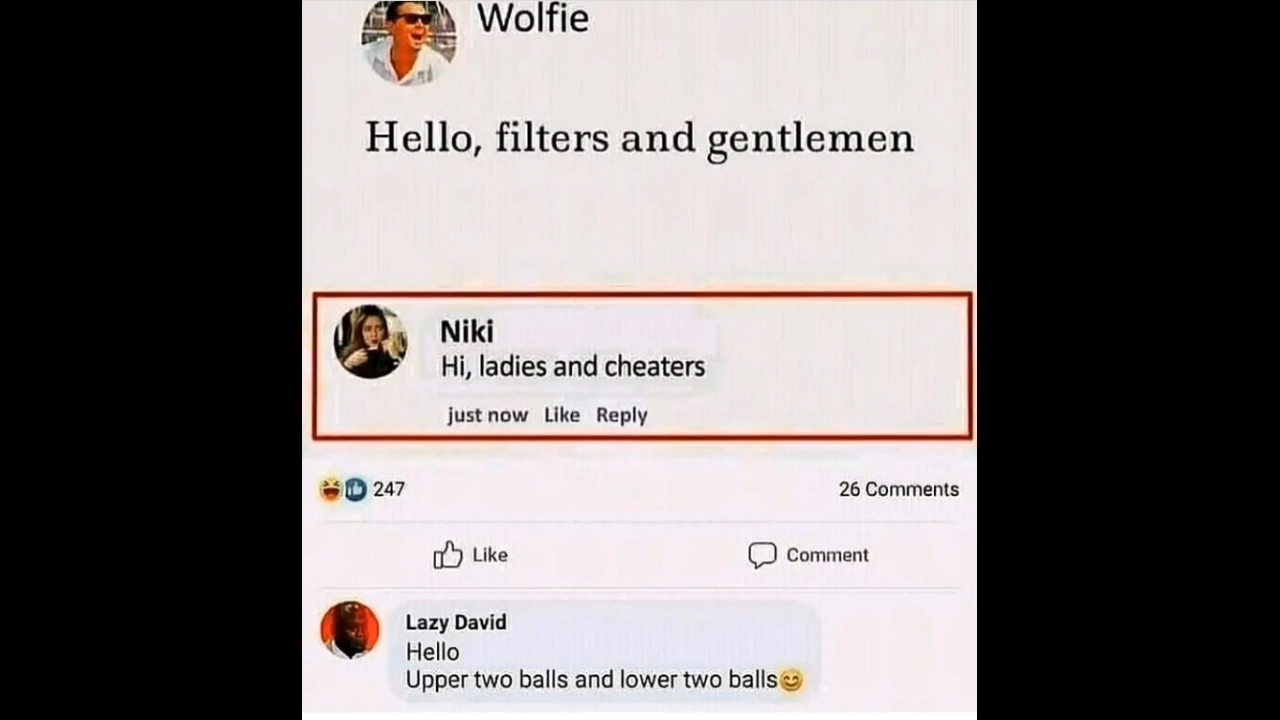 Wolfie
Hello, filters and gentlemen
Niki
Hi, ladies and cheaters
just now Like Reply
247 26 Comments
Like Comment
Lazy David
Hello
Upper two balls and lower two balls😊